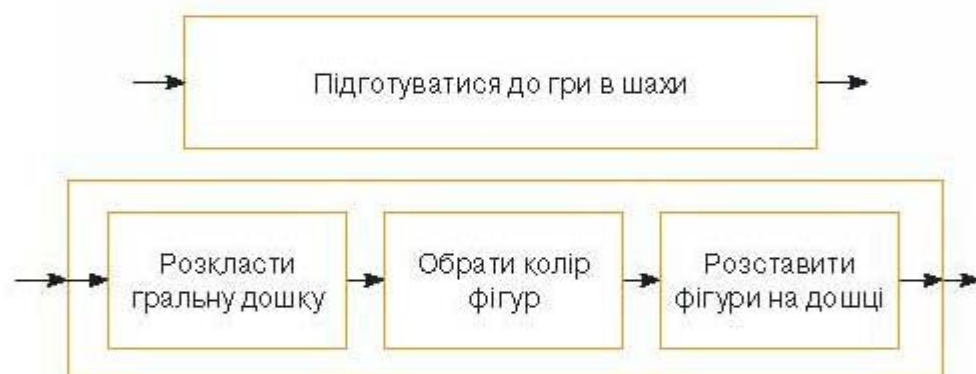 Підготуватися до гри в шахи
Розкласти
гральну дошку
Обрати колір
фігур
Розставити
фігури на дошці